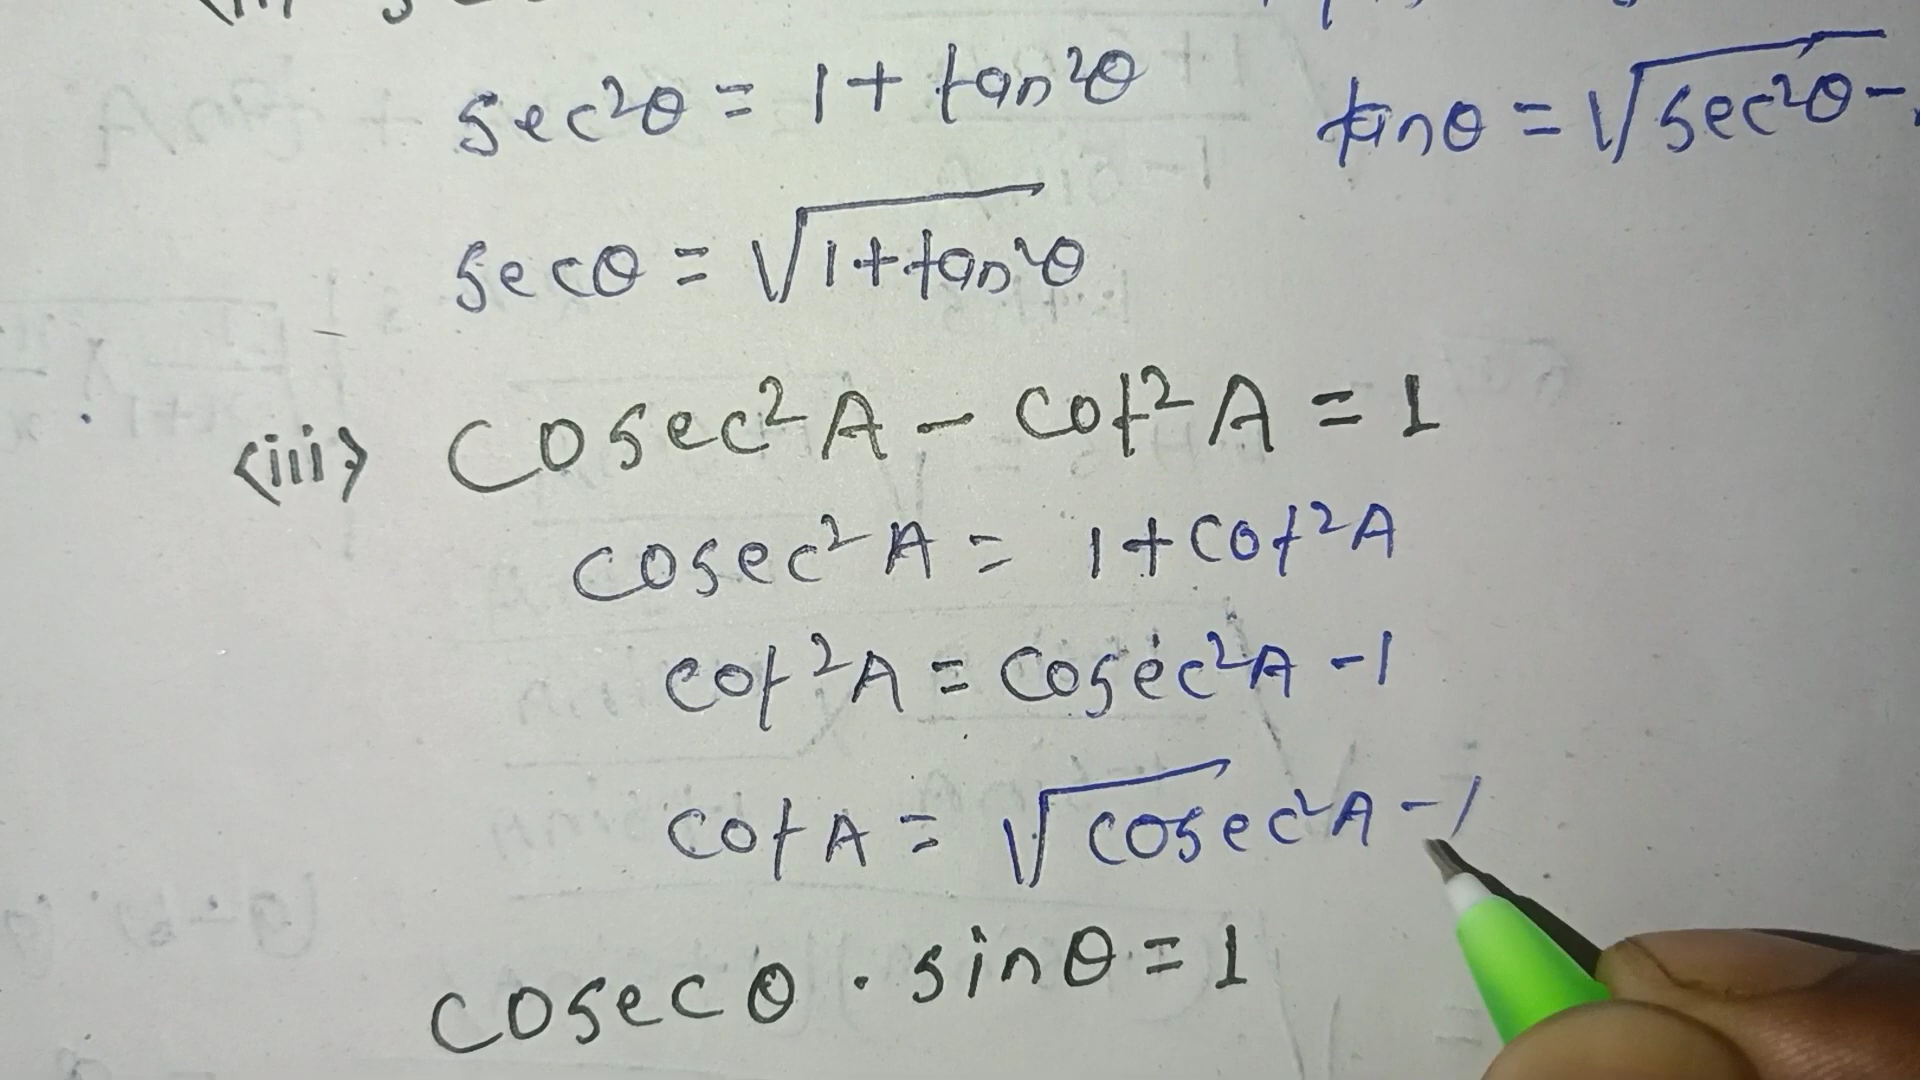 sec²θ = 1 + tan²θ
tanθ = √sec²θ -
secθ = √1+tan²θ
(iii) Cosec²A - Cot²A = 1
Cosec²A = 1+Cot²A
cot²A = Cosec²A - 1
cotA = √cosec²A - 1
cosecθ . sinθ = 1